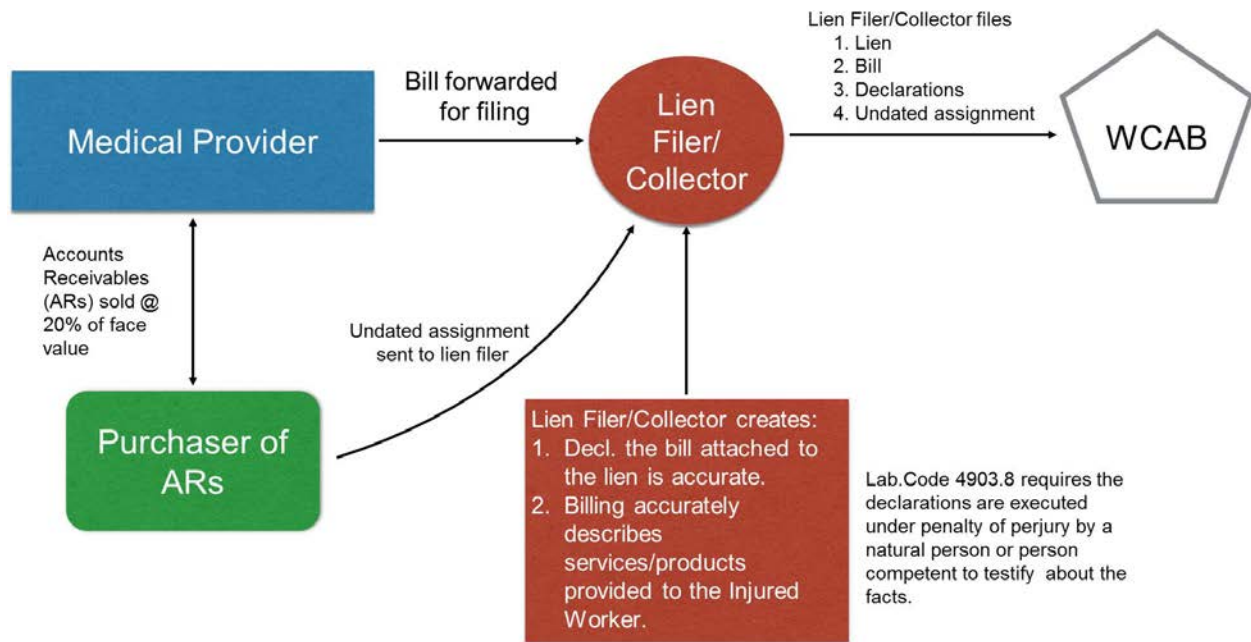 Lien Filer/Collector files
1. Lien
2. Bill
3. Declarations
4. Undated assignment
Medical Provider
Bill forwarded
for filing
Lien
Filer/
Collector
WCAB
Accounts
Receivables
(ARs) sold @
20% of face
value
Undated assignment
sent to lien filer
Purchaser of
ARs
Lien Filer/Collector creates:
1. Decl. the bill attached to
the lien is accurate.
2. Billing accurately
describes
services/products
provided to the Injured
Worker.
Lab.Code 4903.8 requires the
declarations are executed
under penalty of perjury by a
natural person or person
competent to testify about the
facts.